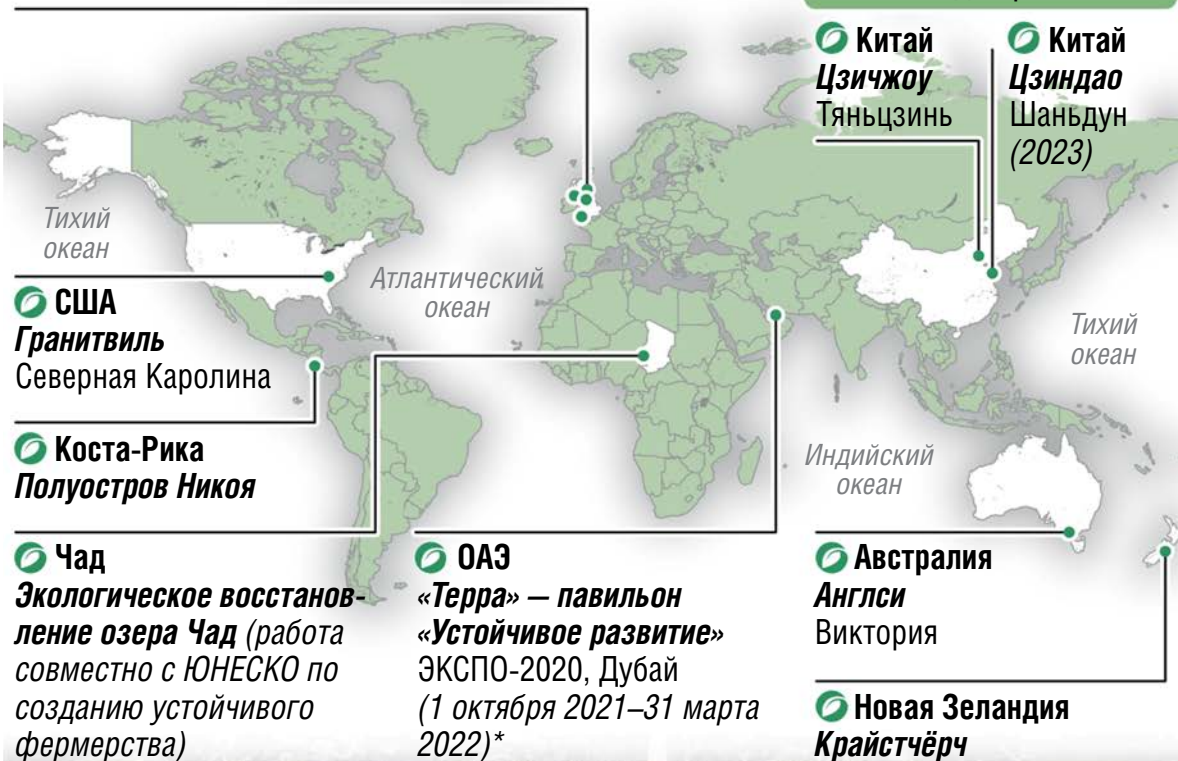 Китай
Цзичжоу
Тяньцзинь
Китай
Цзиндао
Шаньдун
(2023)
Тихий
океан
Атлантический
океан
Тихий
океан
Индийский
океан
США
Гранитвиль
Северная Каролина
Коста-Рика
Полуостров Никоя
Чад
Экологическое восстанов-
ление озера Чад (работа
совместно с ЮНЕСКО по
созданию устойчивого
фермерства)
ОАЭ
«Терра» — павильон
«Устойчивое развитие»
ЭКСПО-2020, Дубай
(1 октября 2021–31 марта
2022)*
Австралия
Англси
Виктория
Новая Зеландия
Крайстчёрч